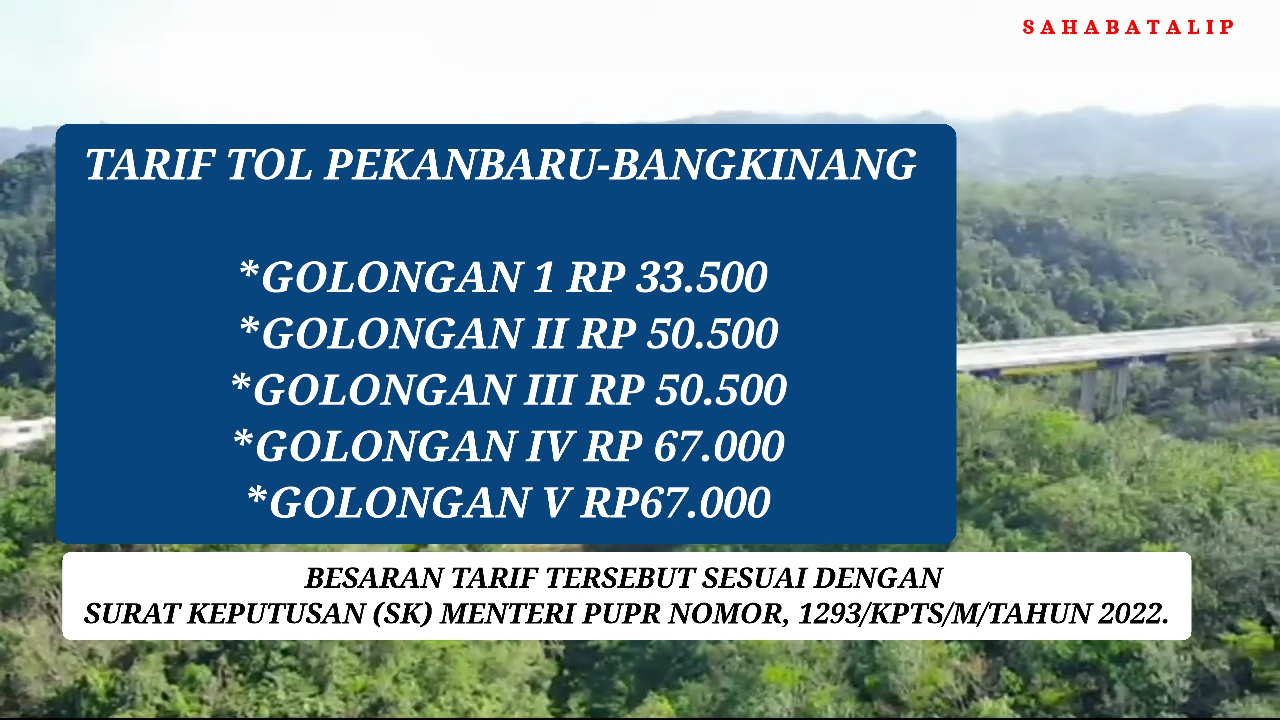 SAHABATALIP
TARIF TOL PEKANBARU-BANGKINANG
*GOLONGAN 1 RP 33.500
*GOLONGAN II RP 50.500
*GOLONGAN III RP 50.500
*GOLONGAN IV RP 67.000
*GOLONGAN V RP67.000
BESARAN TARIF TERSEBUT SESUAI DENGAN
SURAT KEPUTUSAN (SK) MENTERI PUPR NOMOR, 1293/KPTS/M/TAHUN 2022.